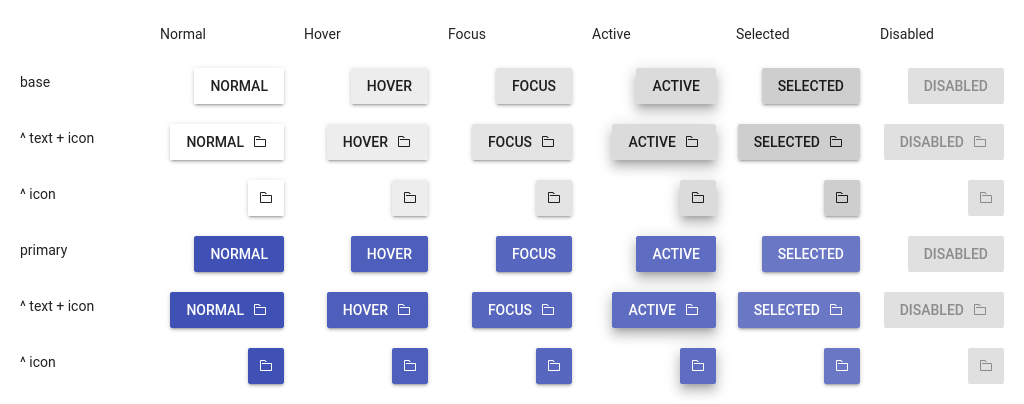 Normal Hover Focus Active Selected Disabled
base NORMAL HOVER FOCUS ACTIVE SELECTED DISABLED
^ text + icon NORMAL HOVER FOCUS ACTIVE SELECTED DISABLED
^ icon
primary NORMAL HOVER FOCUS ACTIVE SELECTED DISABLED
^ text + icon NORMAL HOVER FOCUS ACTIVE SELECTED DISABLED
^ icon